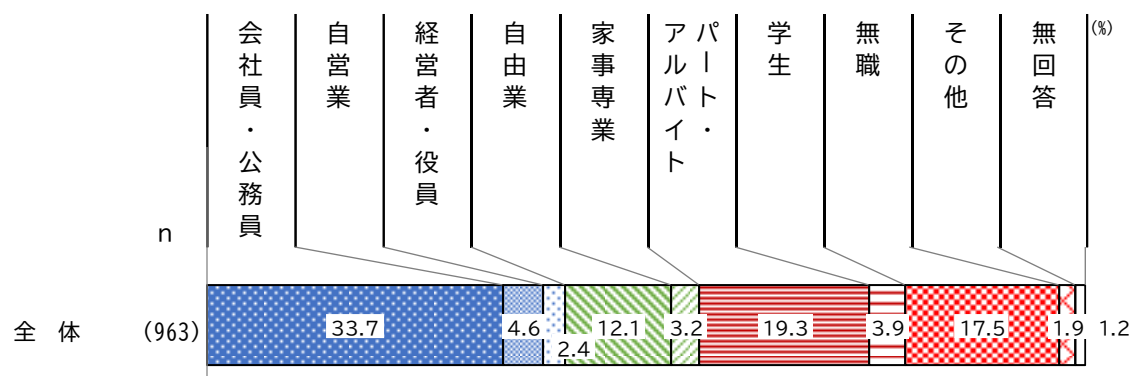 会社員・公務員
自営業
経営者・役員
自由業
家事専業
パート・
アルバイト
学生
無職
その他
無回答
(%)
n
全 体 (963) 33.7 4.6 2.4 12.1 3.2 19.3 3.9 17.5 1.9 1.2